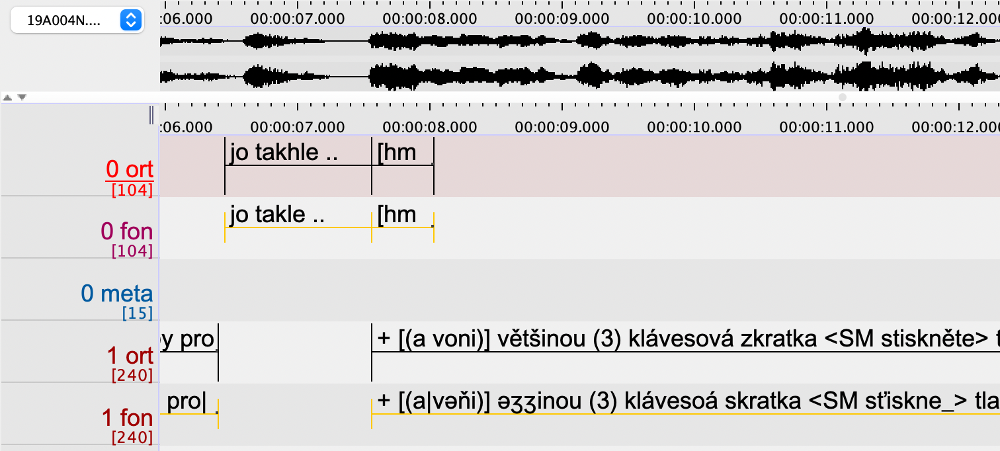 19A004N....
:06.000 00:00:07.000 00:00:08.000 00:00:09.000 00:00:10.000 00:00:11.000 00:00:12.00
:06.000 00:00:07.000 00:00:08.000 00:00:09.000 00:00:10.000 00:00:11.000 00:00:12.000
0 ort
[104]
jo takhle .. [hm
0 fon
[104]
jo takle .. [hm
0 meta
[15]
1 ort
[240]
y pro + [(a voni)] většinou (3) klávesová zkratka <SM stiskněte> t
1 fon
[240]
pro| + [(a|vəňi)] əʒʒinou (3) klávesoá skratka <SM sťiskne_> tla